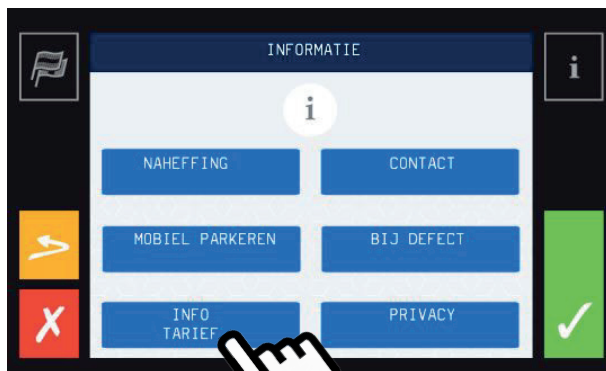 INFORMATIE
i
i
NAHEFFING
CONTACT
MOBIEL PARKEREN
BIJ DEFECT
INFO
TARIEF
PRIVACY